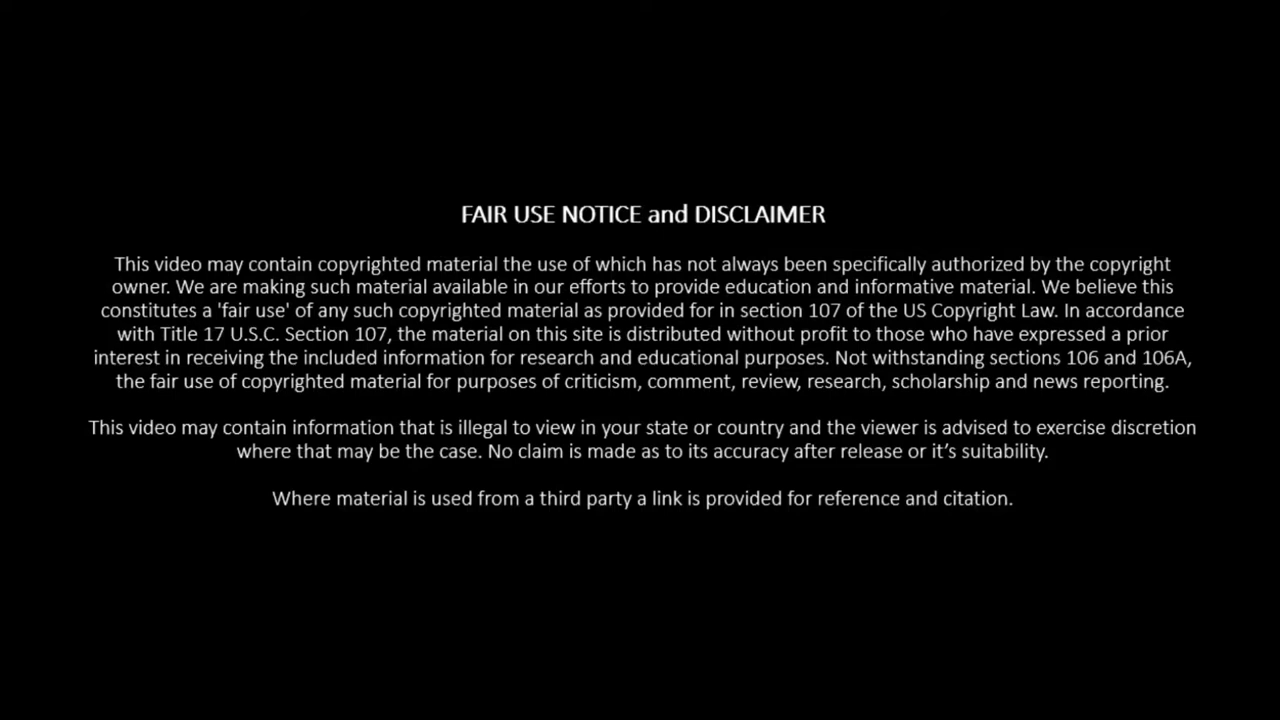 FAIR USE NOTICE and DISCLAIMER
This video may contain copyrighted material the use of which has not always been specifically authorized by the copyright
owner. We are making such material available in our efforts to provide education and informative material. We believe this
constitutes a 'fair use' of any such copyrighted material as provided for in section 107 of the US Copyright Law. In accordance
with Title 17 U.S.C. Section 107, the material on this site is distributed without profit to those who have expressed a prior
interest in receiving the included information for research and educational purposes. Not withstanding sections 106 and 106A,
the fair use of copyrighted material for purposes of criticism, comment, review, research, scholarship and news reporting.
This video may contain information that is illegal to view in your state or country and the viewer is advised to exercise discretion
where that may be the case. No claim is made as to its accuracy after release or it’s suitability.
Where material is used from a third party a link is provided for reference and citation.